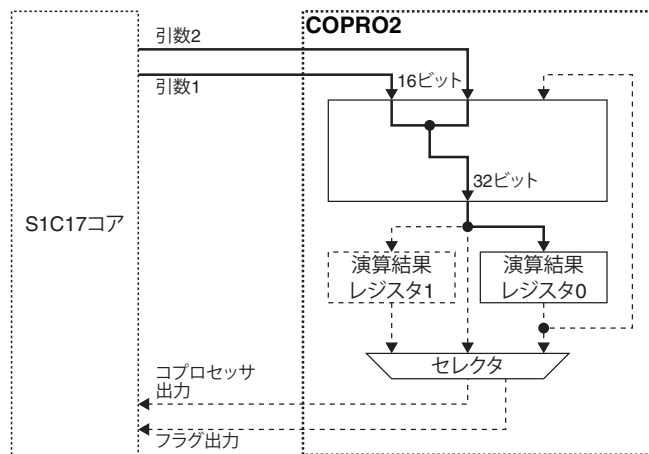 COPRO2
引数2
引数1
16ビット
32ビット
S1C17コア
演算結果
レジスタ1
演算結果
レジスタ0
セレクタ
コプロセッサ
出力
フラグ出力